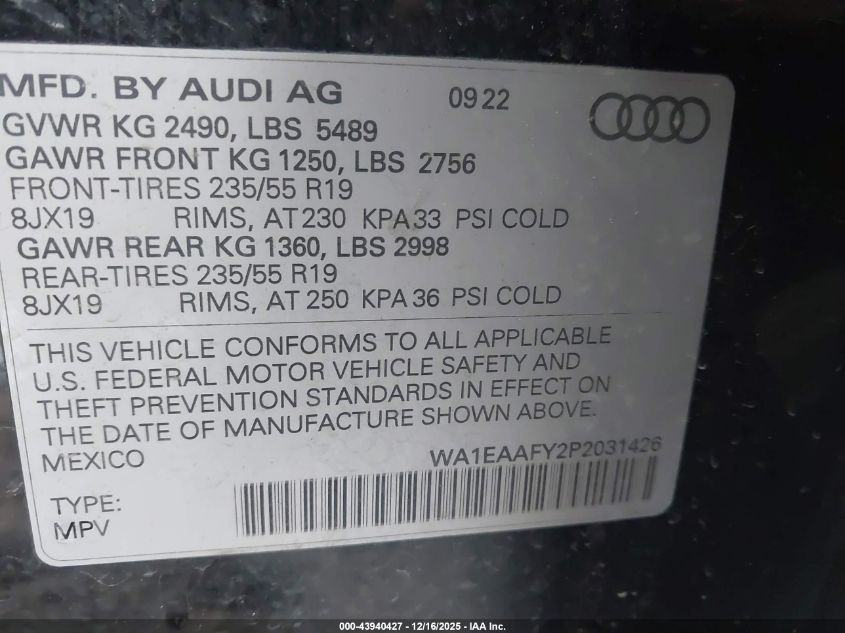 MFD. BY AUDI AG 09 22
GVWR KG 2490, LBS 5489
GAWR FRONT KG 1250, LBS 2756
FRONT-TIRES 235/55 R19
8JX19 RIMS, AT 230 KPA 33 PSI COLD
GAWR REAR KG 1360, LBS 2998
REAR-TIRES 235/55 R19
8JX19 RIMS, AT 250 KPA 36 PSI COLD
THIS VEHICLE CONFORMS TO ALL APPLICABLE
U.S. FEDERAL MOTOR VEHICLE SAFETY AND
THEFT PREVENTION STANDARDS IN EFFECT ON
THE DATE OF MANUFACTURE SHOWN ABOVE.
MEXICO WA1EAAFY2P2031426
TYPE:
MPV
000-43940427 - 12/16/2025 - IAA Inc.